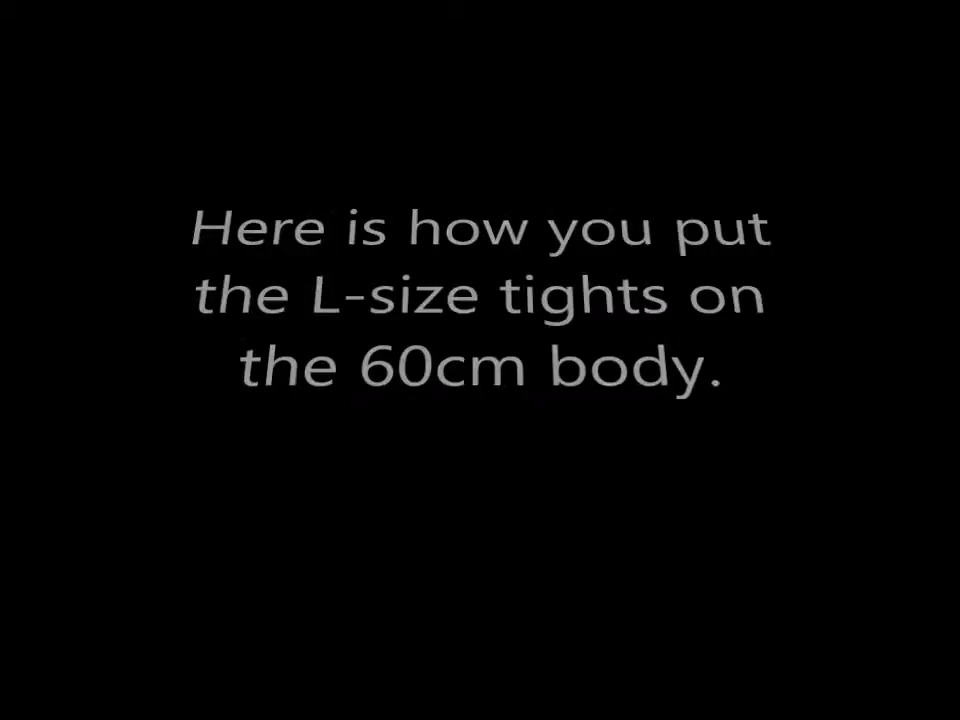 Here is how you put
the L-size tights on
the 60cm body.